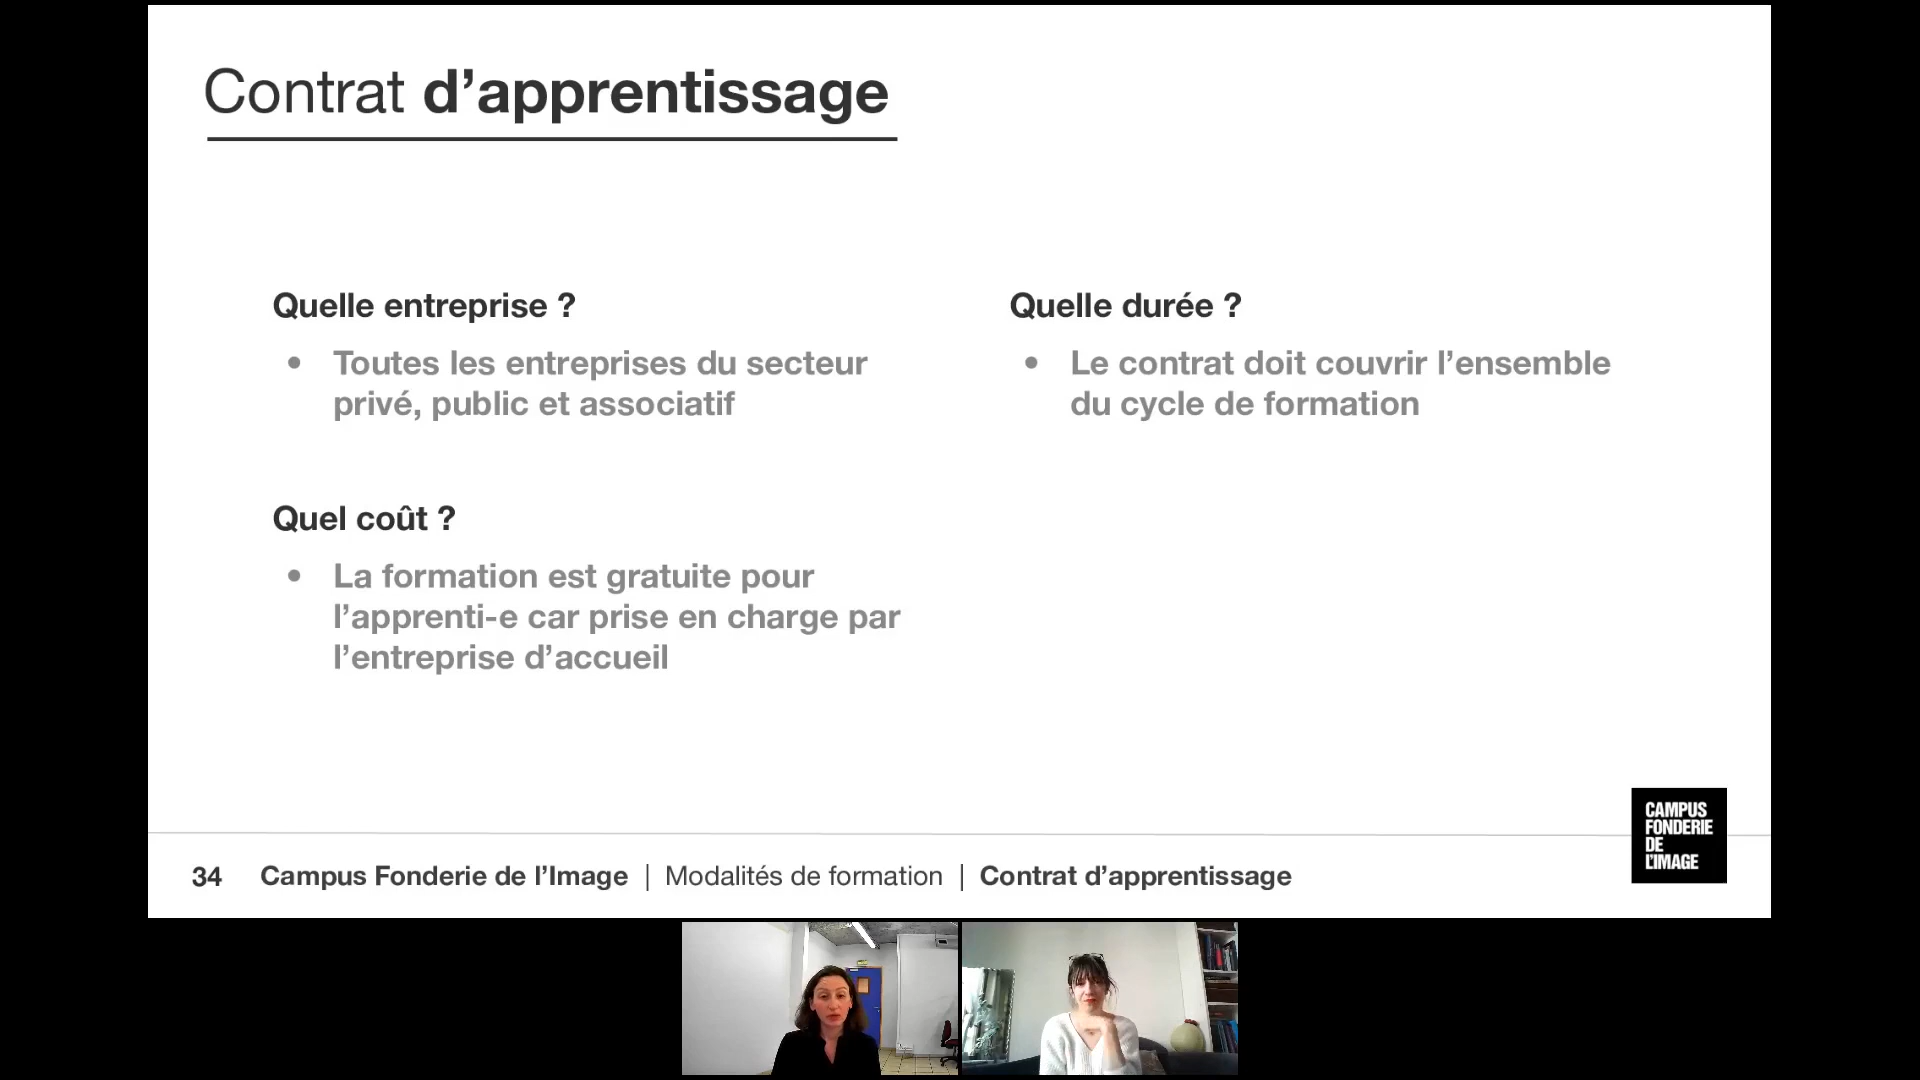 Contrat d’apprentissage
Quelle entreprise ?
• Toutes les entreprises du secteur
privé, public et associatif
Quel coût ?
• La formation est gratuite pour
l’apprenti-e car prise en charge par
l’entreprise d’accueil
Quelle durée ?
• Le contrat doit couvrir l’ensemble
du cycle de formation
34 Campus Fonderie de l’Image | Modalités de formation | Contrat d’apprentissage
CAMPUS
FONDERIE
DE
L’IMAGE